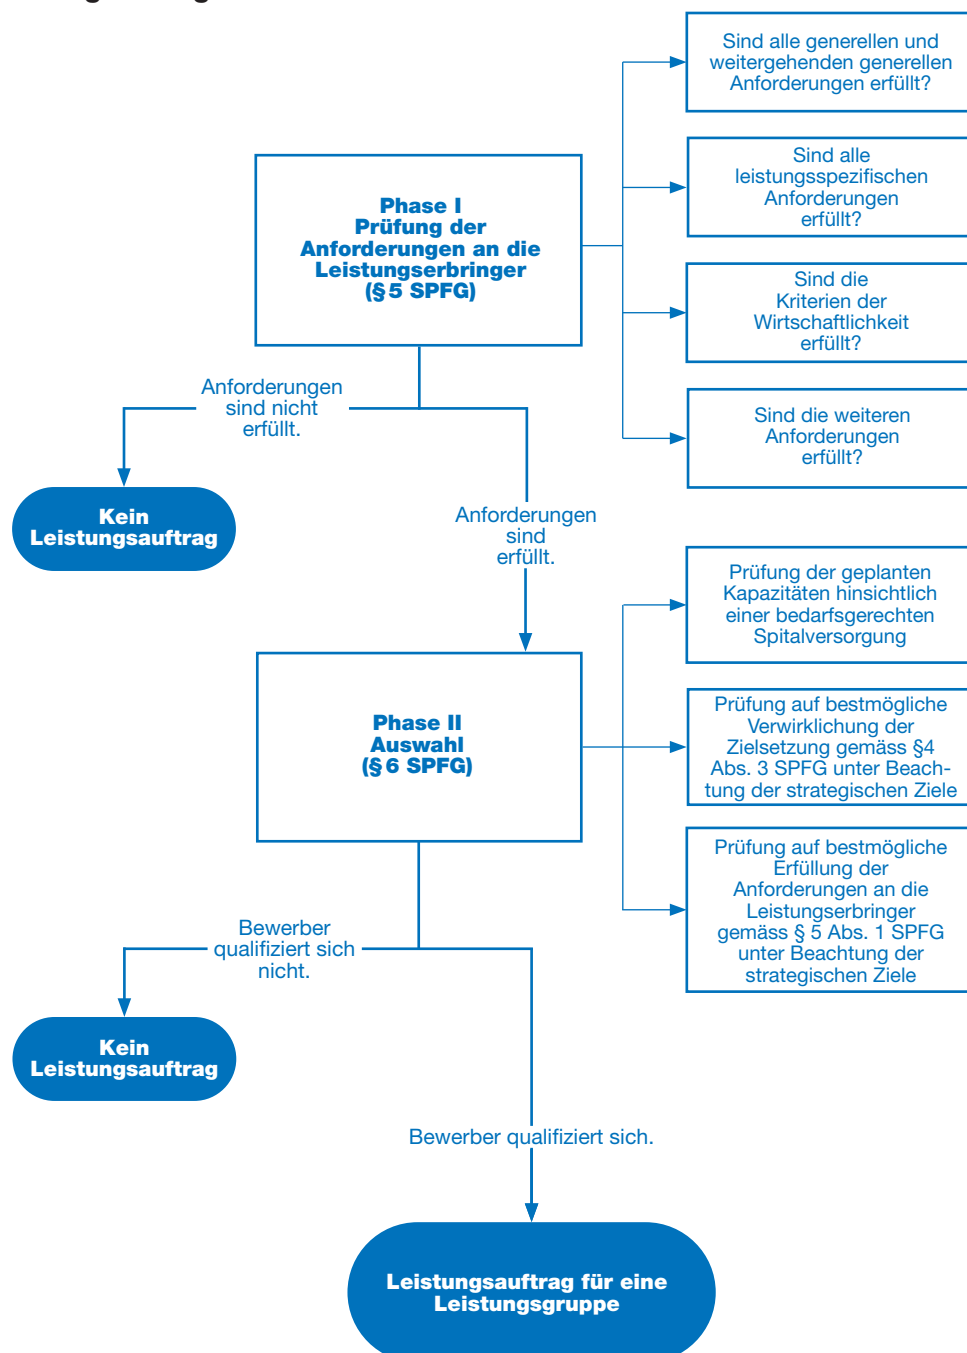 Sind alle generellen und
weitergehenden generellen
Anforderungen erfüllt?
Sind alle
leistungsspezifischen
Anforderungen
erfüllt?
Phase I
Prüfung der
Anforderungen an die
Leistungserbringer
(§ 5 SPFG)
Sind die
Kriterien der
Wirtschaftlichkeit
erfüllt?
Sind die weiteren
Anforderungen
erfüllt?
Anforderungen
sind nicht
erfüllt.
Kein
Leistungsauftrag
Anforderungen
sind
erfüllt.
Prüfung der geplanten
Kapazitäten hinsichtlich
einer bedarfsgerechten
Spitalversorgung
Phase II
Auswahl
(§ 6 SPFG)
Prüfung auf bestmögliche
Verwirklichung der
Zielsetzung gemäss §4
Abs. 3 SPFG unter Beach-
tung der strategischen Ziele
Prüfung auf bestmögliche
Erfüllung der
Anforderungen an die
Leistungserbringer
gemäss § 5 Abs. 1 SPFG
unter Beachtung der
strategischen Ziele
Bewerber
qualifiziert sich
nicht.
Kein
Leistungsauftrag
Bewerber qualifiziert sich.
Leistungsauftrag für eine
Leistungsgruppe